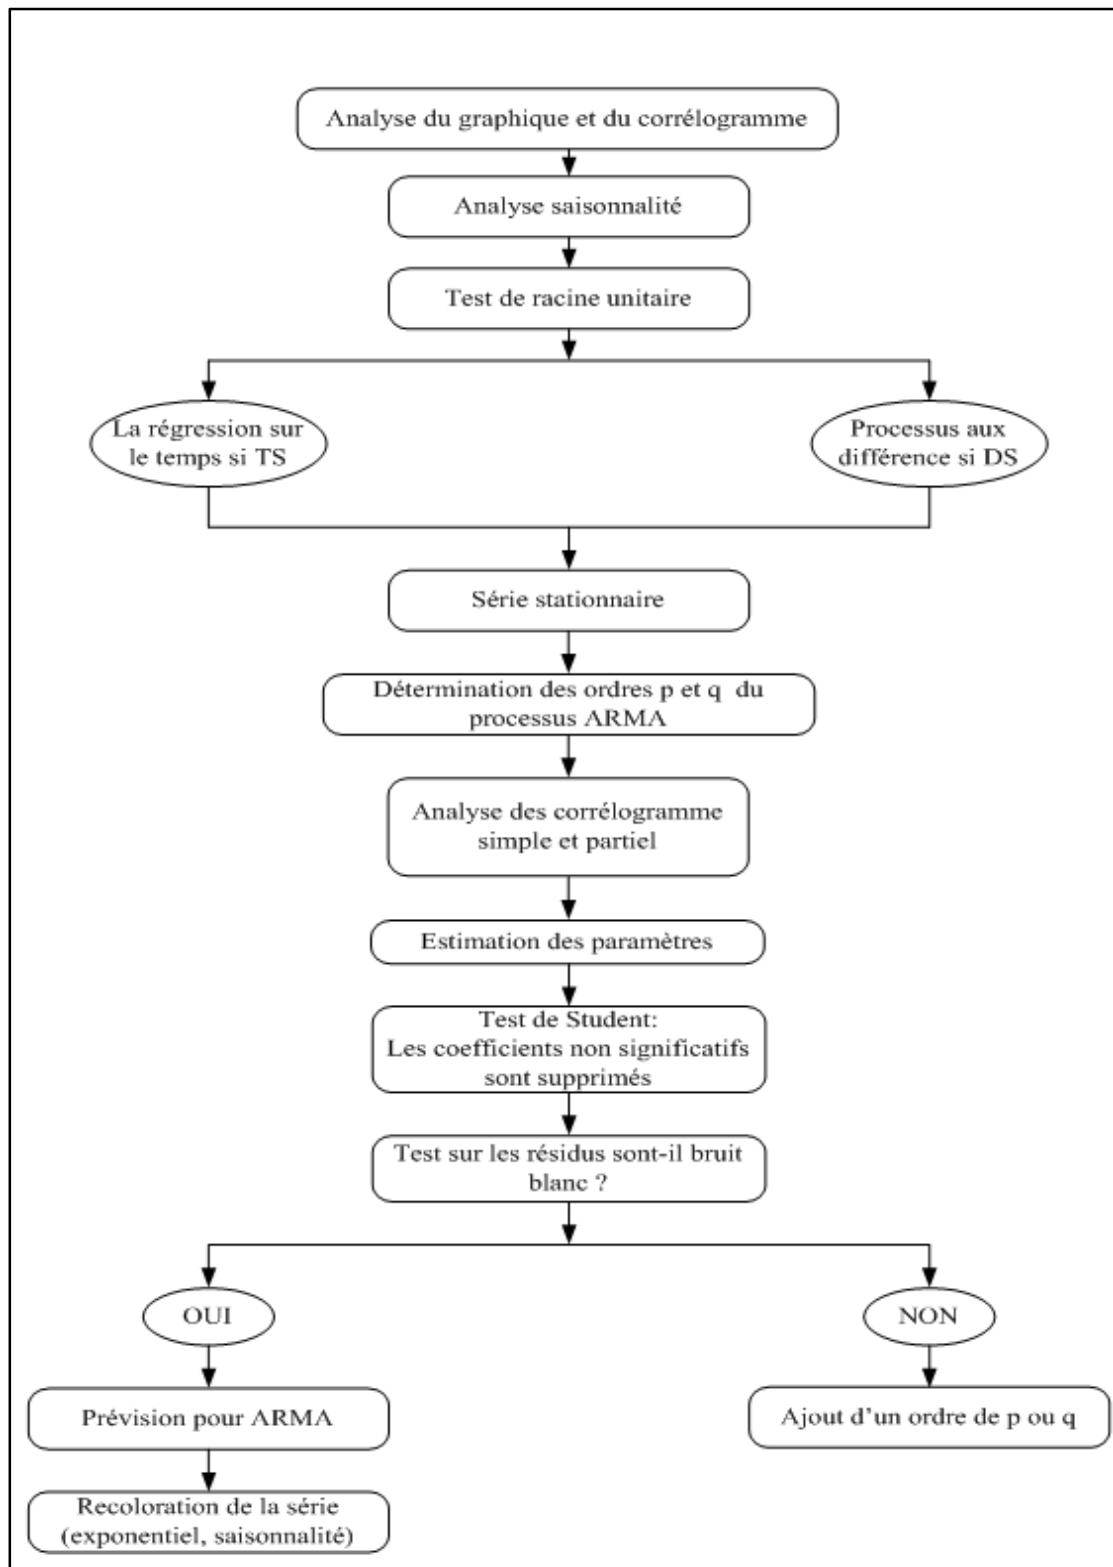 Analyse du graphique et du corrélogramme
Analyse saisonnalité
Test de racine unitaire
La régression sur
le temps si TS
Processus aux
différence si DS
Série stationnaire
Détermination des ordres p et q du
processus ARMA
Analyse des corrélogramme
simple et partiel
Estimation des paramètres
Test de Student:
Les coefficients non significatifs
sont supprimés
Test sur les résidus sont-il bruit
blanc ?
OUI
NON
Prévision pour ARMA
Ajout d’un ordre de p ou q
Recoloration de la série
(exponentiel, saisonnalité)